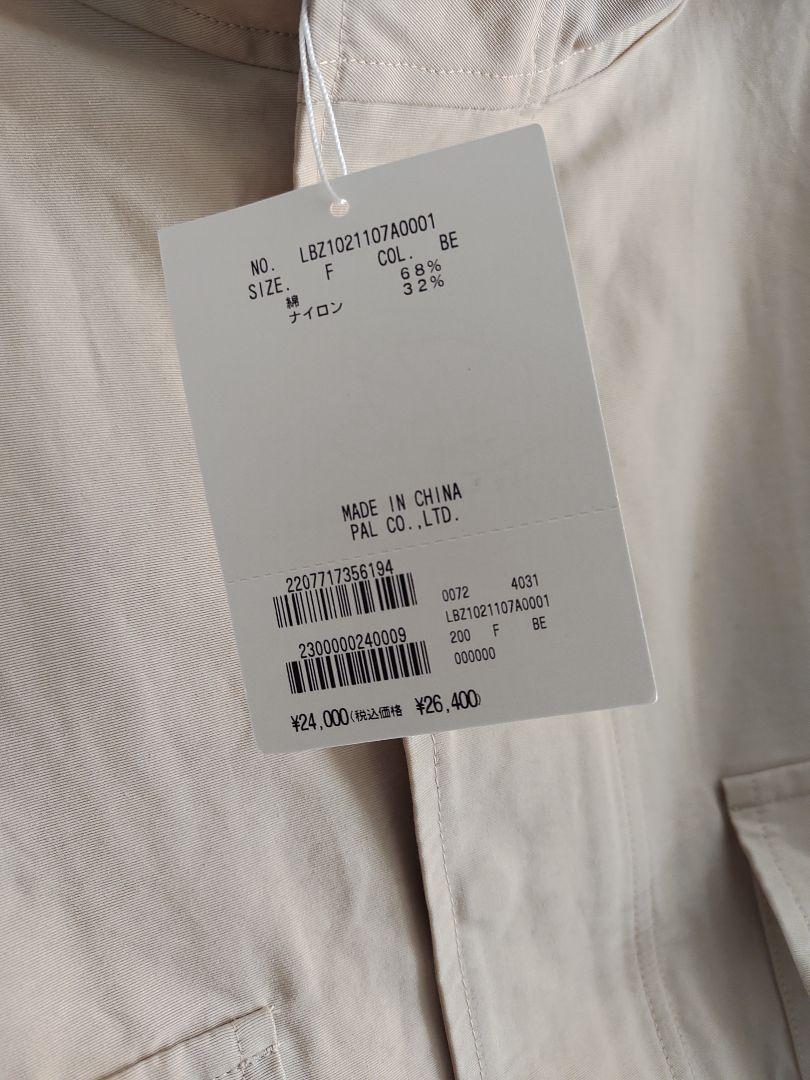 NO. LBZ1021107A0001
SIZE. F COL. BE
綿 68%
ナイロン 32%
MADE IN CHINA
PAL CO.,LTD.
2207717356194
2300000240009
¥24,000(税込価格 ¥26,400)
0072 4031
LBZ1021107A0001
200 F BE
000000